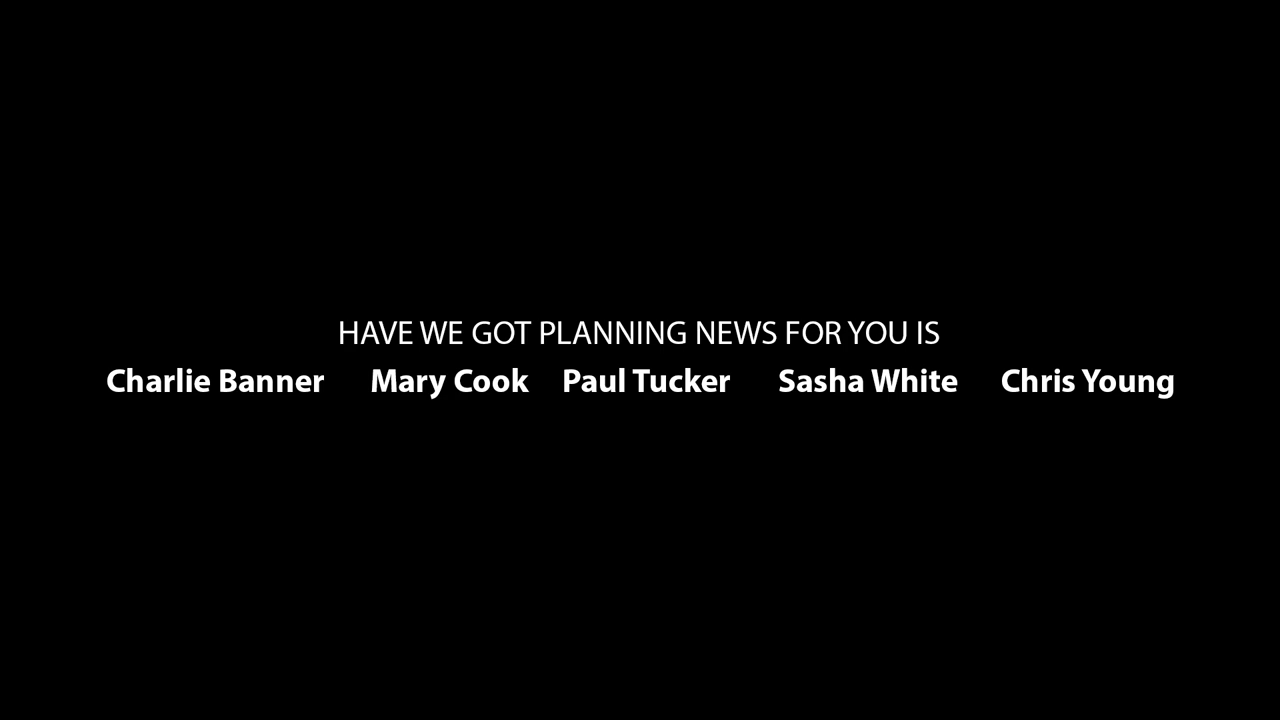 HAVE WE GOT PLANNING NEWS FOR YOU IS
Charlie Banner Mary Cook Paul Tucker Sasha White Chris Young